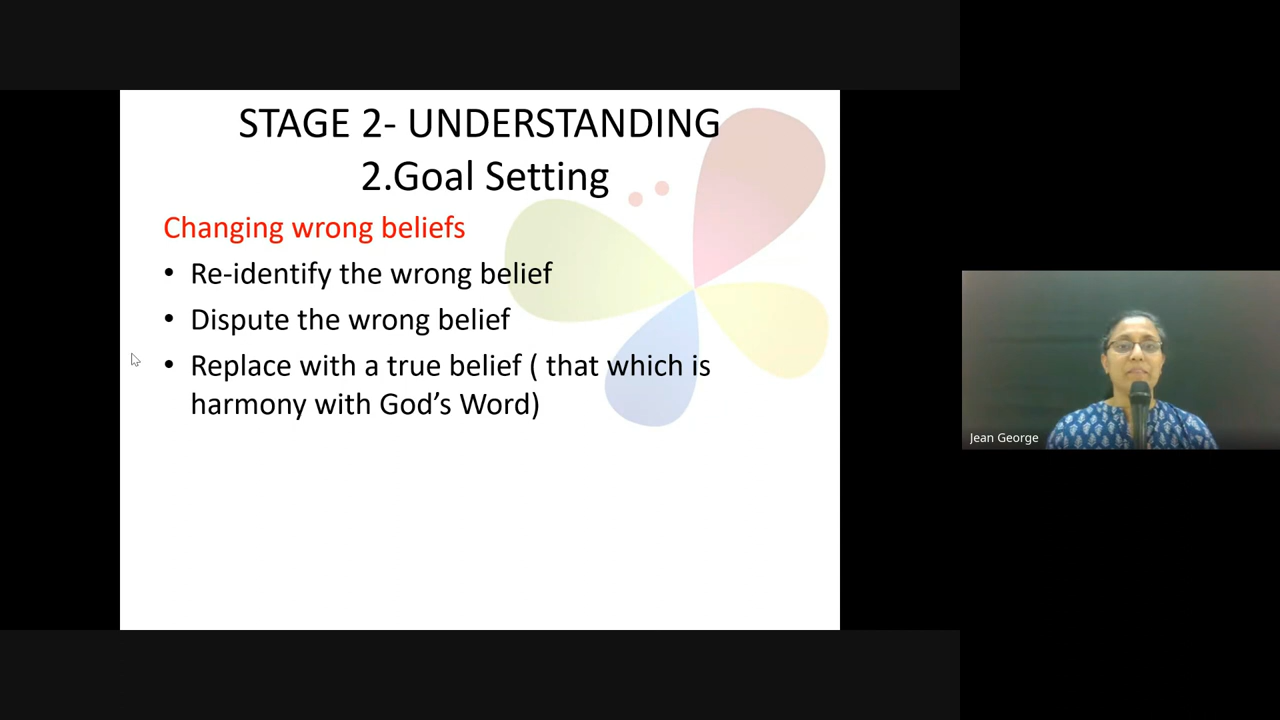 STAGE 2- UNDERSTANDING
2.Goal Setting
Changing wrong beliefs
• Re-identify the wrong belief
• Dispute the wrong belief
• Replace with a true belief ( that which is
harmony with God’s Word)
Jean George